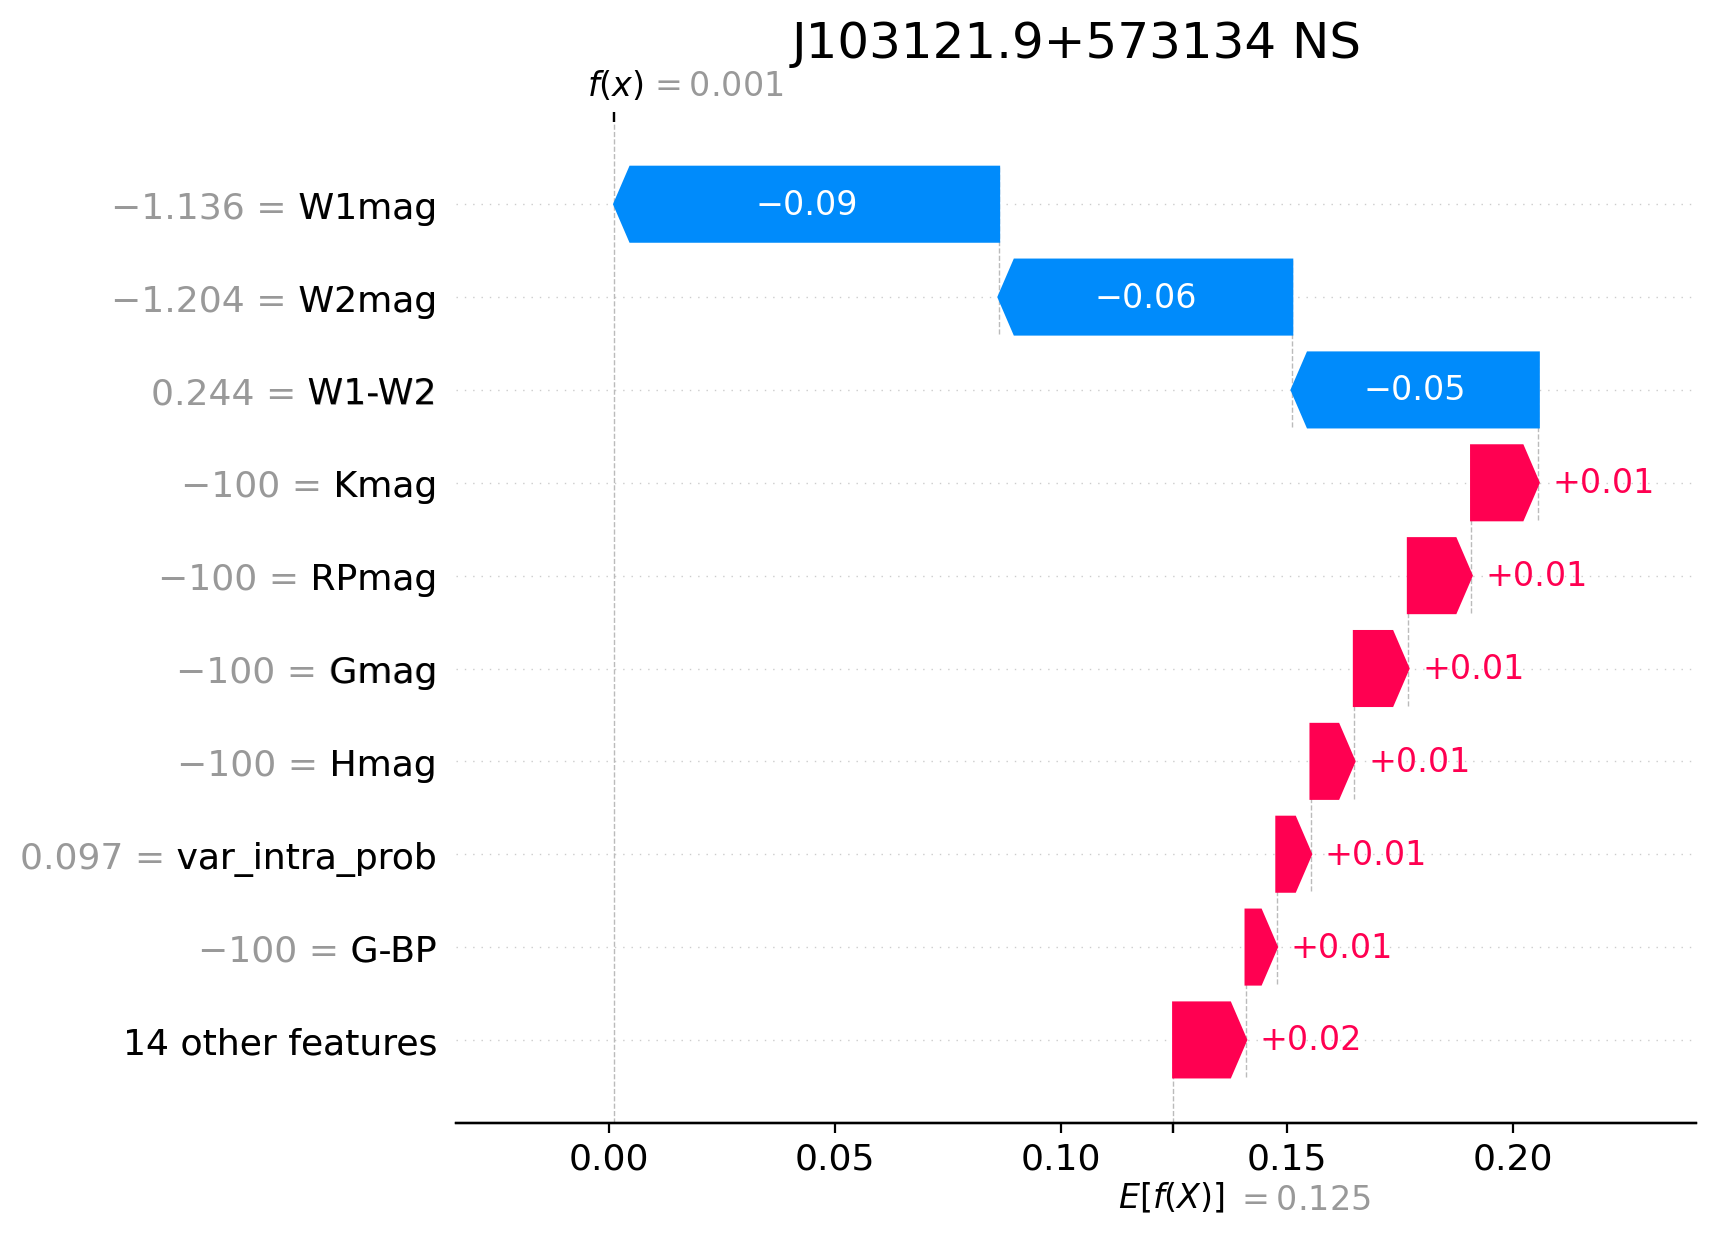 J103121.9+573134 NS
f(x) = 0.001
−1.136 = W1mag −0.09
−1.204 = W2mag −0.06
0.244 = W1-W2 −0.05
−100 = Kmag +0.01
−100 = RPmag +0.01
−100 = Gmag +0.01
−100 = Hmag +0.01
0.097 = var_intra_prob +0.01
−100 = G-BP +0.01
14 other features +0.02
0.00 0.05 0.10 0.15 0.20
E[f(X)] = 0.125